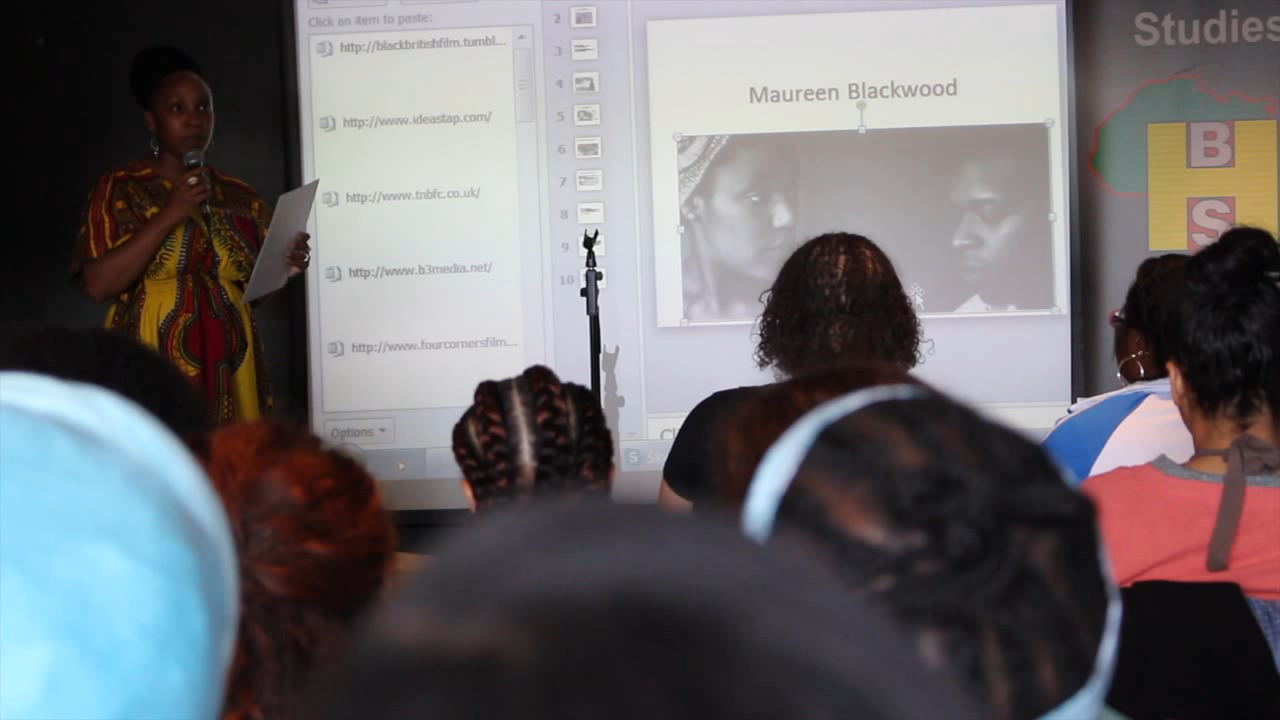 Click an item to paste:
http://blackbritishfilm.tumbl...
http://www.ideastap.com/
http://www.tnbfc.co.uk/
http://www.b3media.net/
http://www.fourcornersfilm...
Options
2
3
4
5
6
7
8
9
10
Maureen Blackwood
Studies
B
H
S